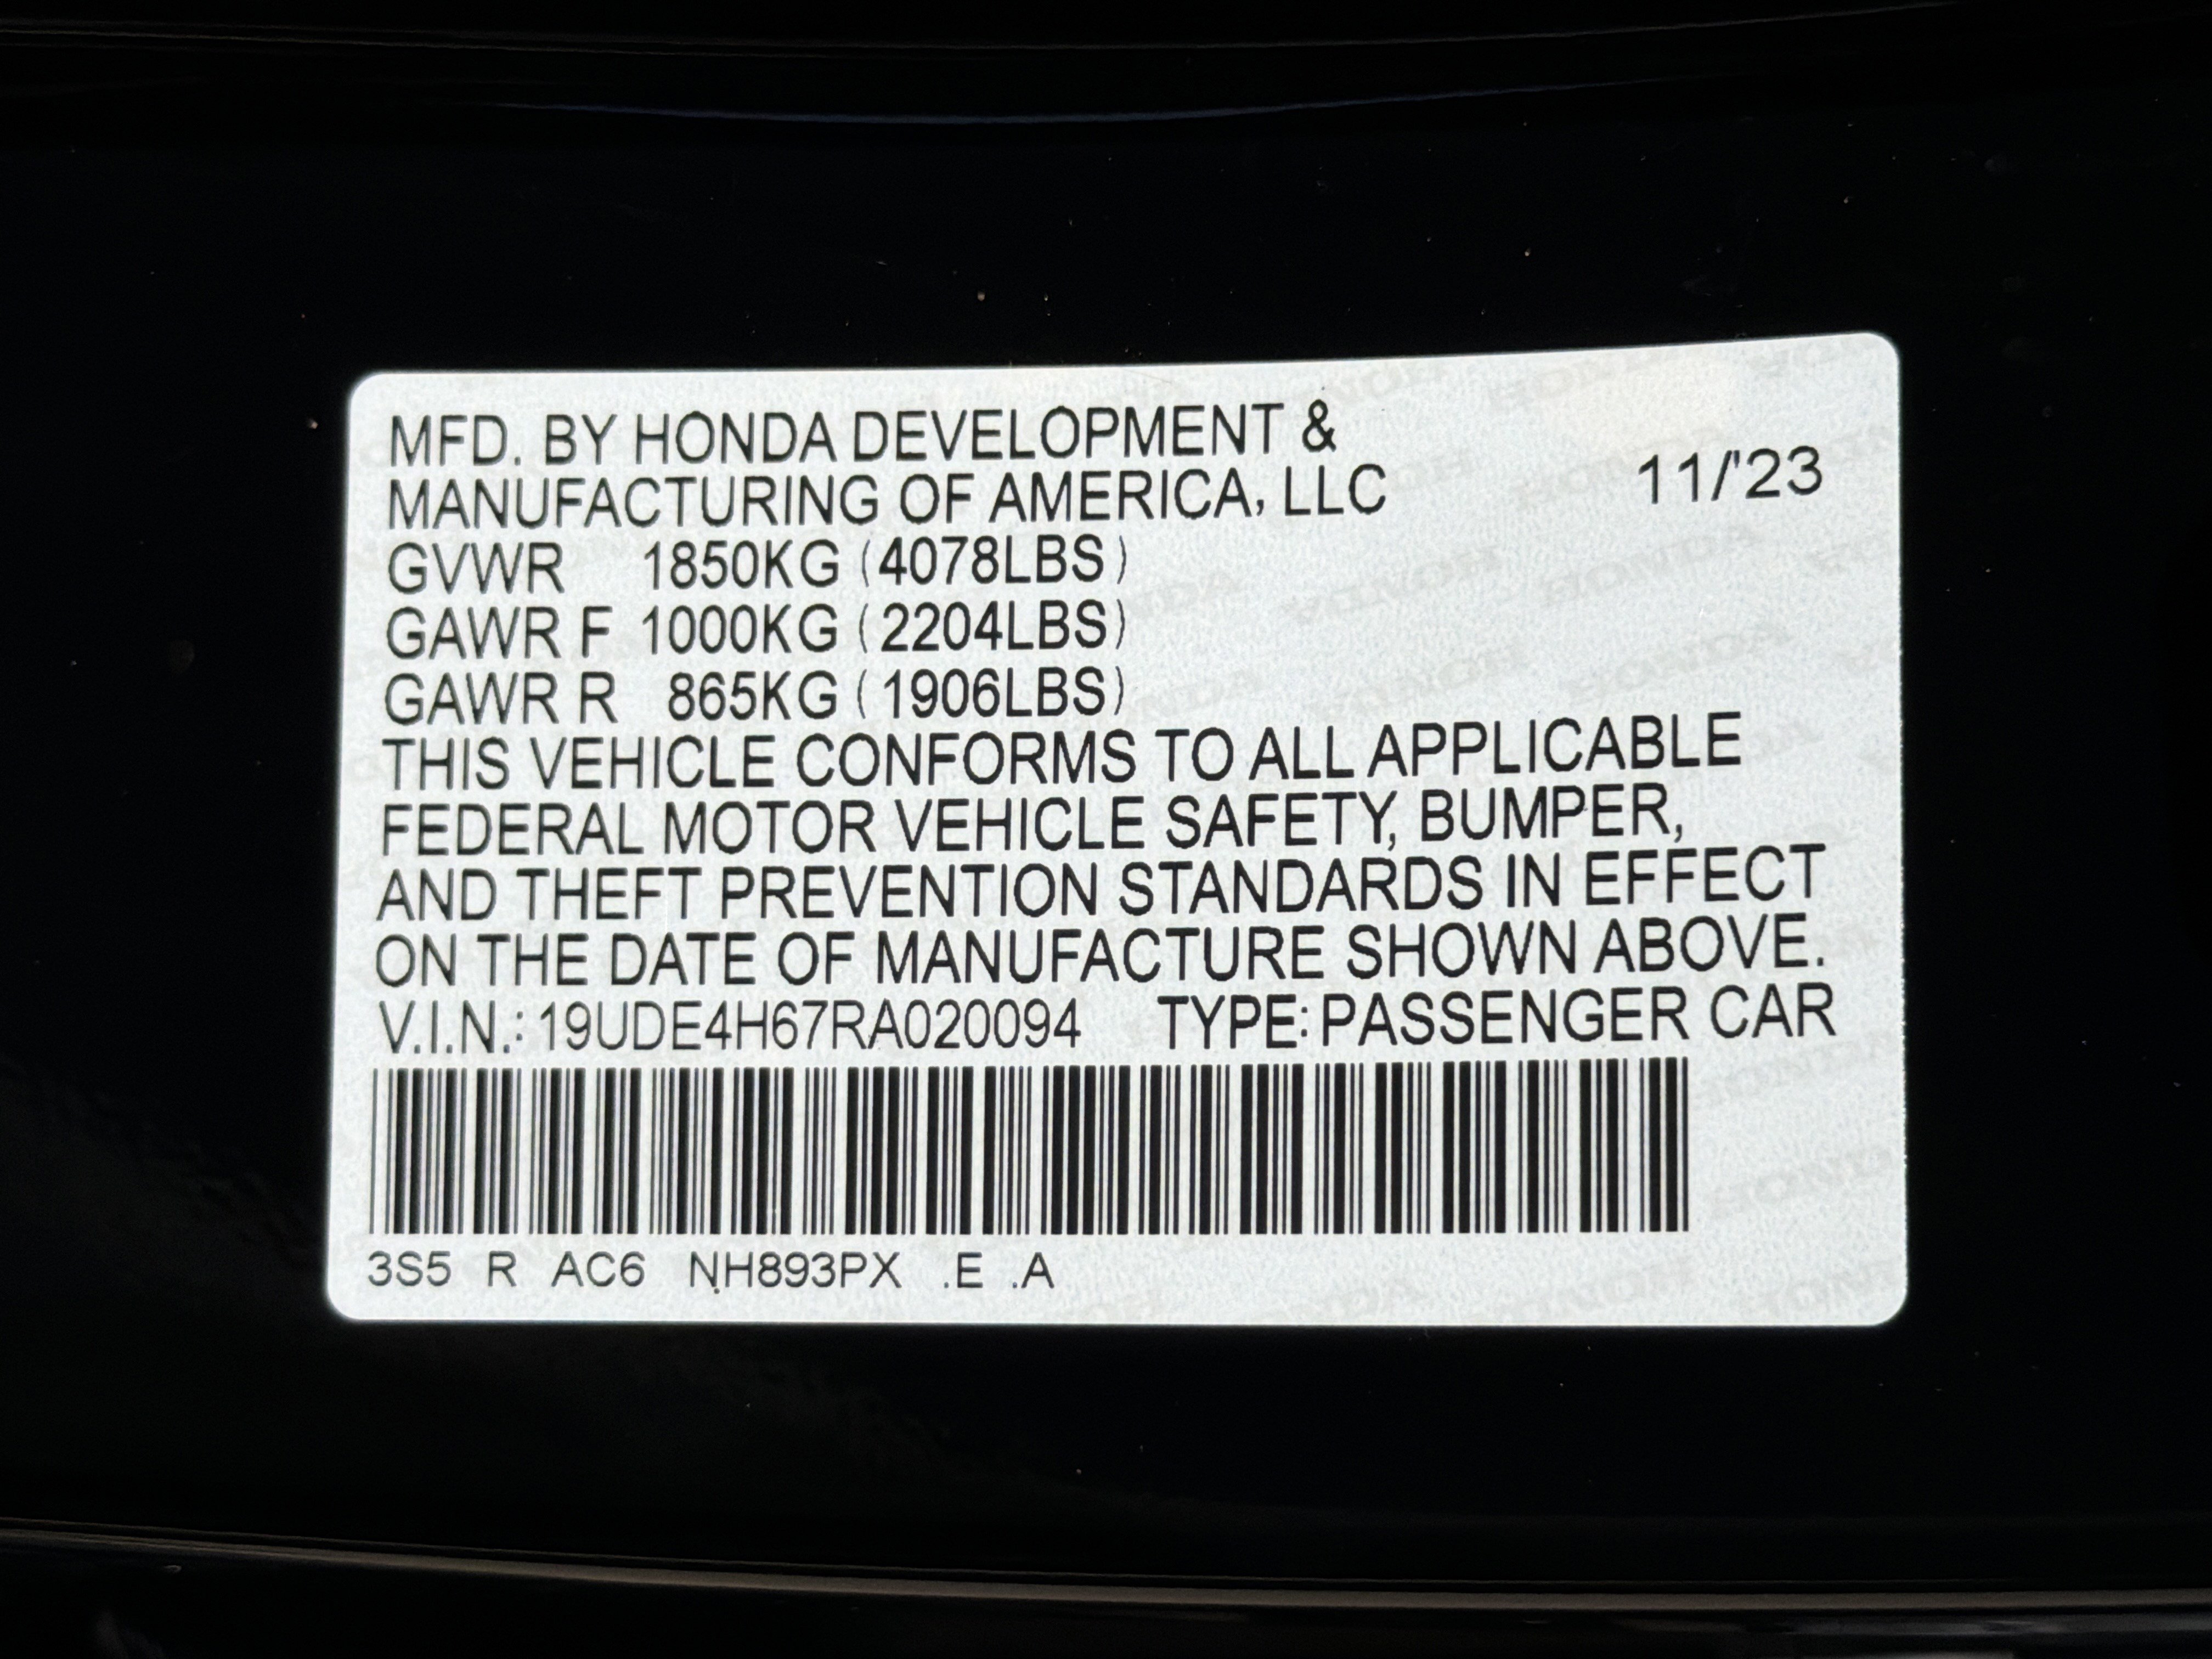 MFD. BY HONDA DEVELOPMENT &
MANUFACTURING OF AMERICA, LLC 11/'23
GVWR 1850KG (4078LBS)
GAWR F 1000KG (2204LBS)
GAWR R 865KG (1906LBS)
THIS VEHICLE CONFORMS TO ALL APPLICABLE
FEDERAL MOTOR VEHICLE SAFETY, BUMPER,
AND THEFT PREVENTION STANDARDS IN EFFECT
ON THE DATE OF MANUFACTURE SHOWN ABOVE.
V.I.N.: 19UDE4H67RA020094 TYPE: PASSENGER CAR
3S5 R AC6 NH893PX .E .A